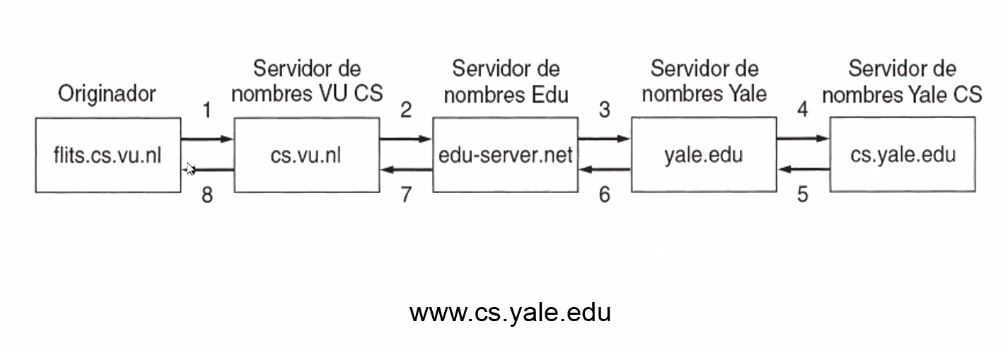 Originador
Servidor de
nombres VU CS
Servidor de
nombres Edu
Servidor de
nombres Yale
Servidor de
nombres Yale CS
1
2
3
4
flits.cs.vu.nl
cs.vu.nl
edu-server.net
yale.edu
cs.yale.edu
8
7
6
5
www.cs.yale.edu